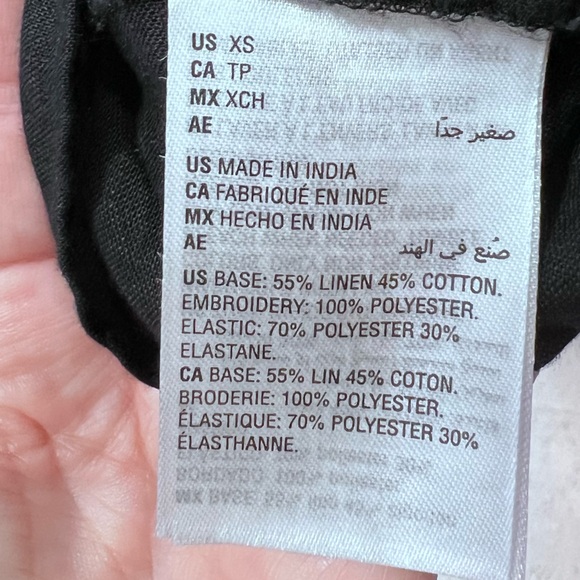 US XS
CA TP
MX XCH
AE صغير جدًا
US MADE IN INDIA
CA FABRIQUÉ EN INDE
MX HECHO EN INDIA
AE صُنع في الهند
US BASE: 55% LINEN 45% COTTON.
EMBROIDERY: 100% POLYESTER.
ELASTIC: 70% POLYESTER 30%
ELASTANE.
CA BASE: 55% LIN 45% COTON.
BRODERIE: 100% POLYESTER.
ÉLASTIQUE: 70% POLYESTER 30%
ÉLASTHANNE.